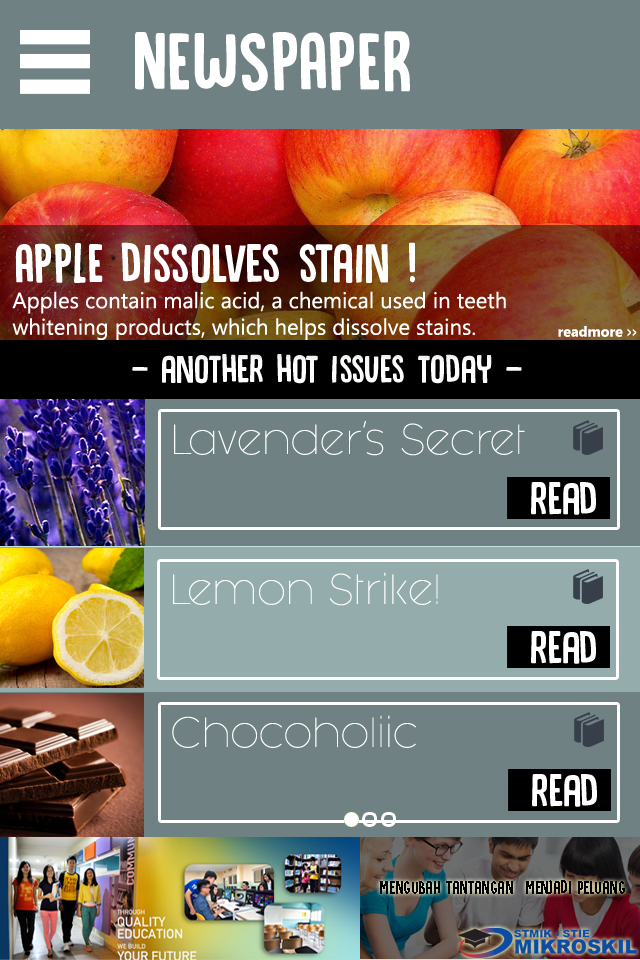 NEWSPAPER
APPLE DISSOLVES STAIN !
Apples contain malic acid, a chemical used in teeth
whitening products, which helps dissolve stains.
readmore >>
- ANOTHER HOT ISSUES TODAY -
Lavender's Secret
READ
Lemon Strike!
READ
Chocoholiic
READ
COMMU
THROUGH
QUALITY
EDUCATION
WE BUILD
YOUR FUTURE
MENGUBAH TANTANGAN MENJADI PELUANG
STMIK STIE
MIKROSKIL